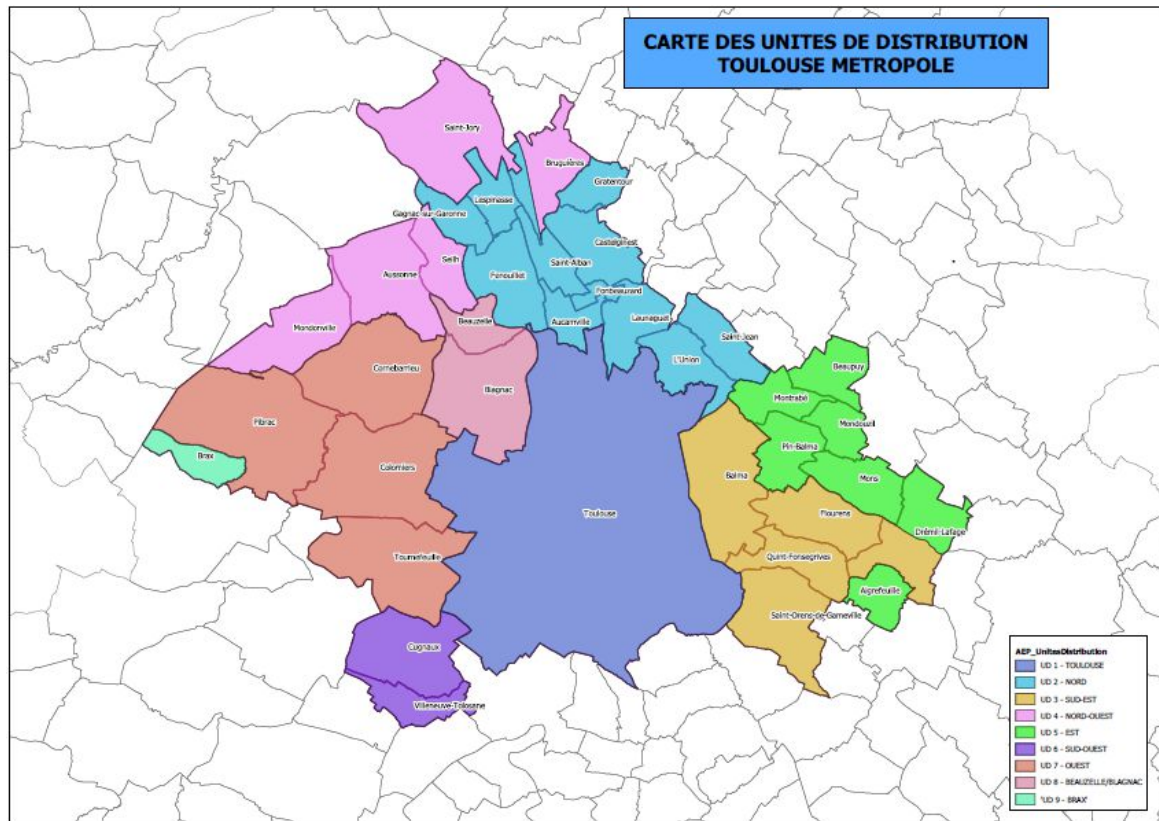 CARTE DES UNITES DE DISTRIBUTION
TOULOUSE METROPOLE
Saint-Jory
Bruguières
Gratentour
Lespinasse
Gagnac-sur-Garonne
Castelginest
Seilh
Saint-Alban
Aussonne
Fenouillet
Fonbeauzard
Launaguet
Beauzelle
Aucamville
Mondonville
Saint-Jean
L'Union
Beaupuy
Cornebarrieu
Blagnac
Montrabé
Pibrac
Mondouzil
Pin-Balma
Brax
Colomiers
Balma
Mons
Toulouse
Flourens
Drémil-Lafage
Tournefeuille
Quint-Fonsegrives
Aigrefeuille
Saint-Orens-de-Gameville
Cugnaux
Villeneuve-Tolosane
AEP_UnitesDistribution
UD 1 - TOULOUSE
UD 2 - NORD
UD 3 - SUD-EST
UD 4 - NORD-OUEST
UD 5 - EST
UD 6 - SUD-OUEST
UD 7 - OUEST
UD 8 - BEAUZELLE/BLAGNAC
'UD 9 - BRAX'